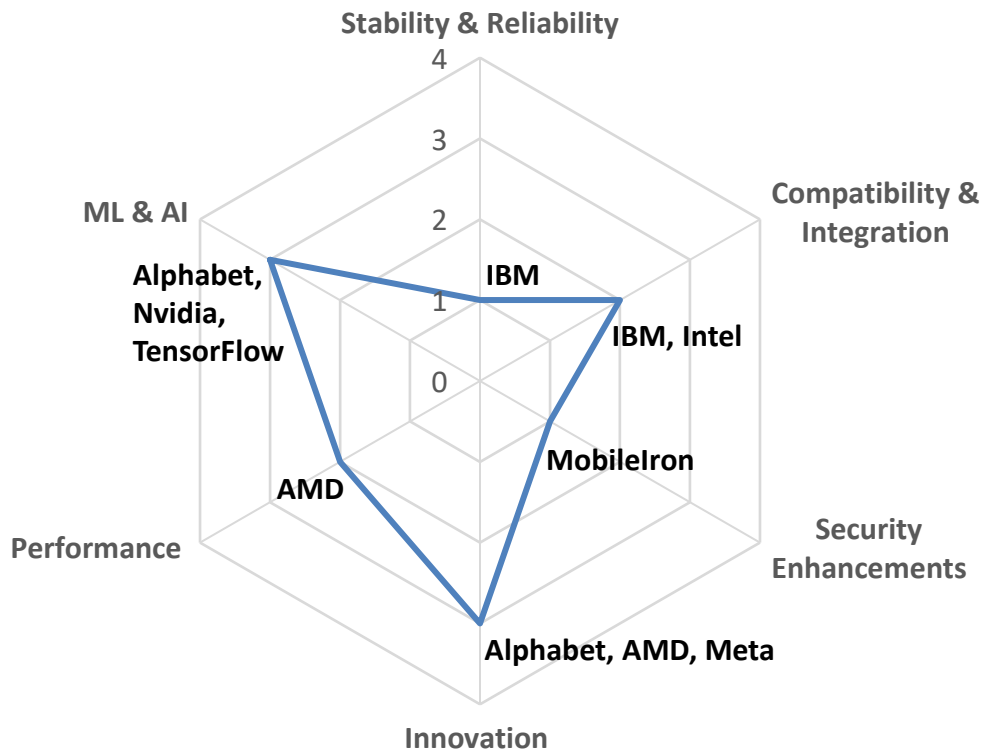 Stability & Reliability
4
3
2
1
0
ML & AI
Compatibility &
Integration
Alphabet,
Nvidia,
TensorFlow
IBM
IBM, Intel
MobileIron
AMD
Performance
Security
Enhancements
Alphabet, AMD, Meta
Innovation